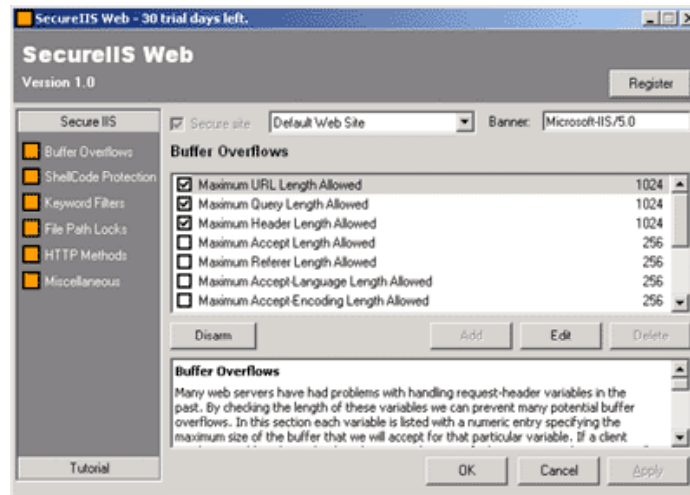 SecureIIS Web - 30 trial days left.
SecureIIS Web
Version 1.0
Register
Secure IIS
Secure site
Default Web Site
Banner:
Microsoft-IIS/5.0
Buffer Overflows
ShellCode Protection
Keyword Filters
File Path Locks
HTTP Methods
Miscellaneous
Tutorial
Buffer Overflows
Maximum URL Length Allowed 1024
Maximum Query Length Allowed 1024
Maximum Header Length Allowed 1024
Maximum Accept Length Allowed 256
Maximum Referer Length Allowed 256
Maximum Accept-Language Length Allowed 256
Maximum Accept-Encoding Length Allowed 256
Disarm
Add
Edit
Delete
Buffer Overflows
Many web servers have had problems with handling request-header variables in the
past. By checking the length of these variables we can prevent many potential buffer
overflows. In this section each variable is listed with a numeric entry specifying the
maximum size of the buffer that we will accept for that particular variable. If a client
OK
Cancel
Apply